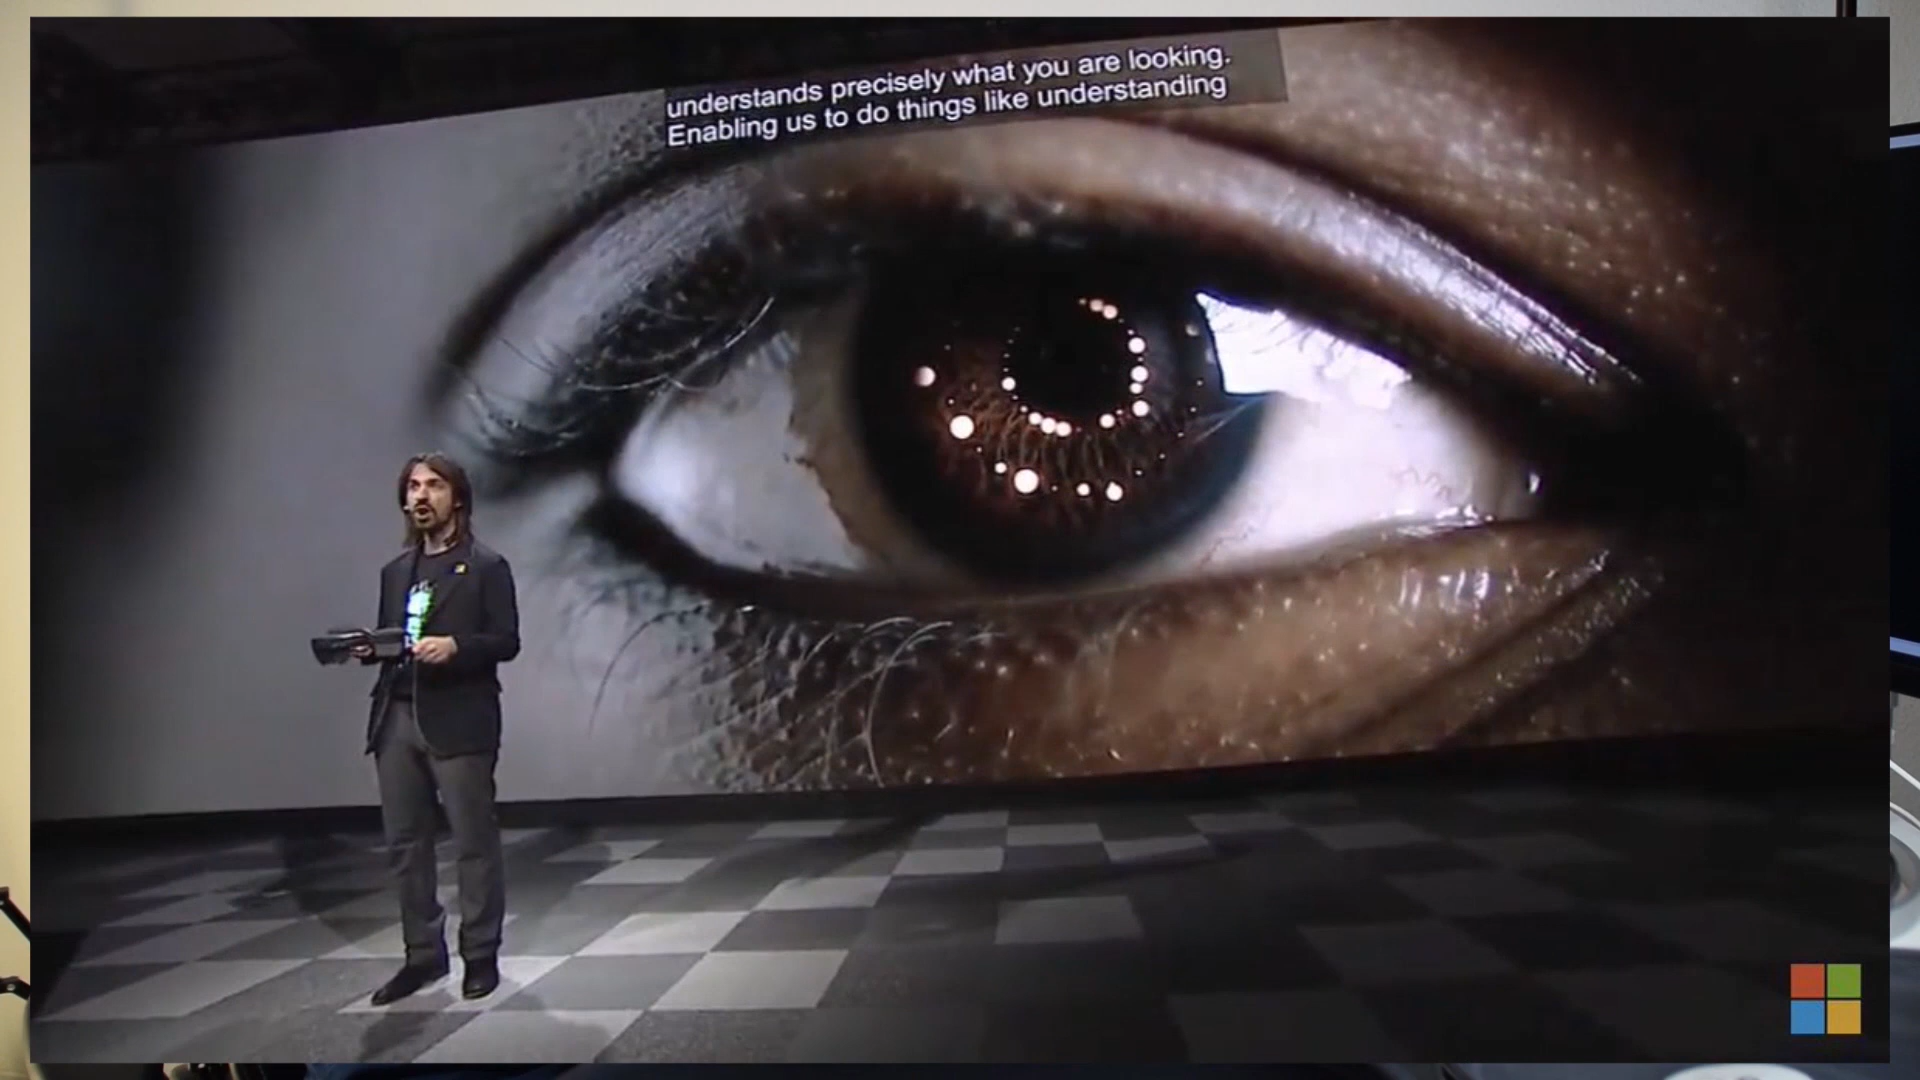 understands precisely what you are looking.
Enabling us to do things like understanding